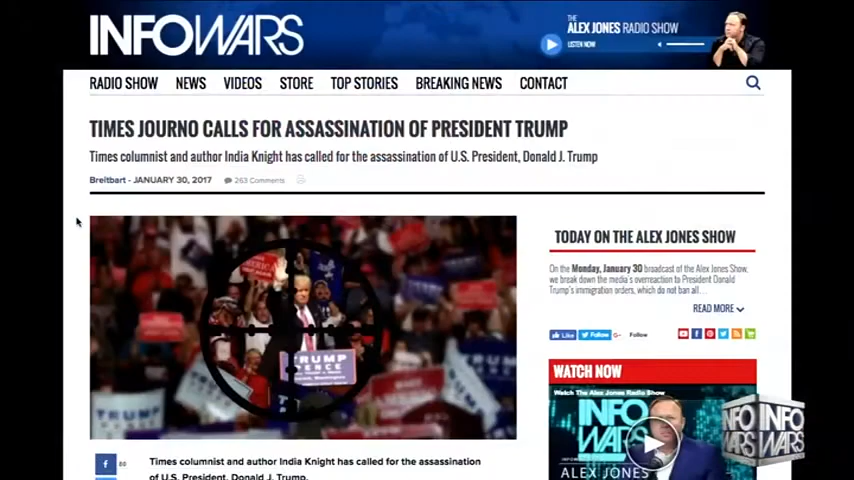 INFOWARS
THE
ALEX JONES RADIO SHOW
LISTEN NOW
RADIO SHOW NEWS VIDEOS STORE TOP STORIES BREAKING NEWS CONTACT
TIMES JOURNO CALLS FOR ASSASSINATION OF PRESIDENT TRUMP
Times columnist and author India Knight has called for the assassination of U.S. President, Donald J. Trump
Breitbart - JANUARY 30, 2017 263 Comments
TRUMP
PENCE
TRUMP
TODAY ON THE ALEX JONES SHOW
On the Monday, January 30 broadcast of the Alex Jones Show,
we break down the media's overreaction to President Donald
Trump's immigration orders, which do not ban all...
READ MORE
Like Follow G+ Follow
WATCH NOW
Watch The Alex Jones Radio Show
INFO
WARS
ALEX JONES
INFO INFO
WARS WARS
Times columnist and author India Knight has called for the assassination
of U.S. President, Donald J. Trump.